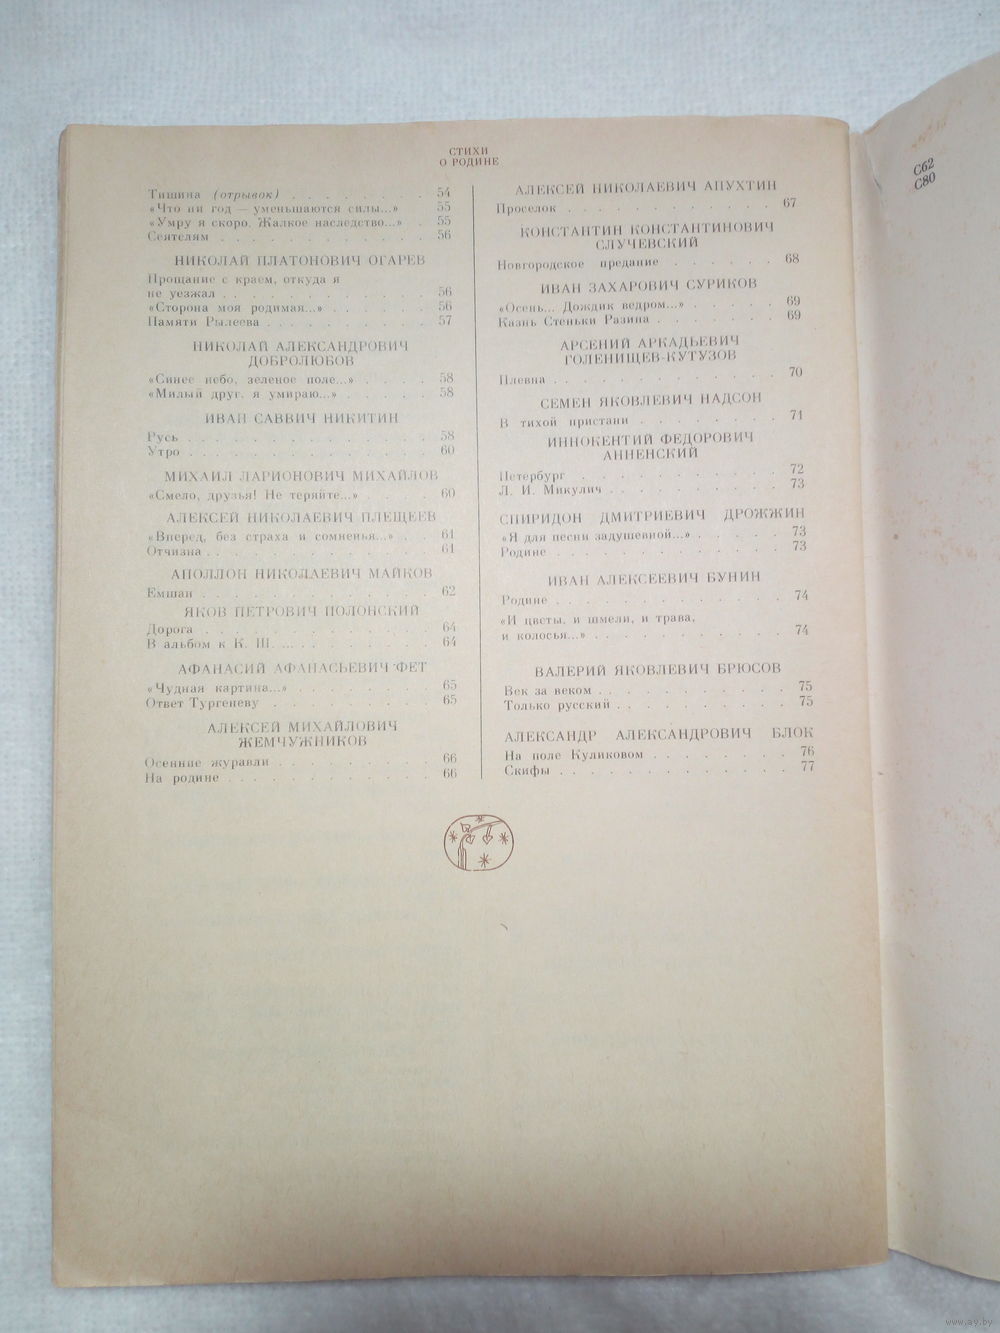 СТИХИ
О РОДИНЕ
Тишина (отрывок) . . . . . . . . 54
«Что ни год — уменьшаются силы...» . 55
«Умру я скоро. Жалкое наследство...» . 55
Сеятелям . . . . . . . . . . . . 56
НИКОЛАЙ ПЛАТОНОВИЧ ОГАРЕВ
Прощание с краем, откуда я
не уезжал . . . . . . . . . . . . 56
«Сторона моя родимая...» . . . . . . 56
Памяти Рылеева . . . . . . . . . . 57
НИКОЛАЙ АЛЕКСАНДРОВИЧ
ДОБРОЛЮБОВ
«Синее небо, зеленое поле...» . . . . 58
«Милый друг, я умираю...» . . . . . 58
ИВАН САВВИЧ НИКИТИН
Русь . . . . . . . . . . . . . . 58
Утро . . . . . . . . . . . . . . 60
МИХАИЛ ЛАРИОНОВИЧ МИХАЙЛОВ
«Смело, друзья! Не теряйте...» . . . . 60
АЛЕКСЕЙ НИКОЛАЕВИЧ ПЛЕЩЕЕВ
«Вперед, без страха и сомненья...» . . 61
Отчизна . . . . . . . . . . . . . 61
АПОЛЛОН НИКОЛАЕВИЧ МАЙКОВ
Емшан . . . . . . . . . . . . . 62
ЯКОВ ПЕТРОВИЧ ПОЛОНСКИЙ
Дорога . . . . . . . . . . . . . 64
В альбом к К. Ш. ... . . . . . . . . 64
АФАНАСИЙ АФАНАСЬЕВИЧ ФЕТ
«Чудная картина...» . . . . . . . . 65
Ответ Тургеневу . . . . . . . . . 65
АЛЕКСЕЙ МИХАЙЛОВИЧ
ЖЕМЧУЖНИКОВ
Осенние журавли . . . . . . . . . 66
На родине . . . . . . . . . . . . 66
АЛЕКСЕЙ НИКОЛАЕВИЧ АПУХТИН
Проселок . . . . . . . . . . . . 67
КОНСТАНТИН КОНСТАНТИНОВИЧ
СЛУЧЕВСКИЙ
Новгородское предание . . . . . . 68
ИВАН ЗАХАРОВИЧ СУРИКОВ
«Осень... Дождик ведром...» . . . . . 69
Казнь Стеньки Разина . . . . . . . 69
АРСЕНИЙ АРКАДЬЕВИЧ
ГОЛЕНИЩЕВ-КУТУЗОВ
Плевна . . . . . . . . . . . . . 70
СЕМЕН ЯКОВЛЕВИЧ НАДСОН
В тихой пристани . . . . . . . . 71
ИННОКЕНТИЙ ФЕДОРОВИЧ
АННЕНСКИЙ
Петербург . . . . . . . . . . . 72
Л. И. Микулич . . . . . . . . . . 73
СПИРИДОН ДМИТРИЕВИЧ ДРОЖЖИН
«Я для песни задушевной...» . . . . . 73
Родине . . . . . . . . . . . . . 73
ИВАН АЛЕКСЕЕВИЧ БУНИН
Родине . . . . . . . . . . . . . 74
«И цветы, и шмели, и трава,
и колосья...» . . . . . . . . . . 74
ВАЛЕРИЙ ЯКОВЛЕВИЧ БРЮСОВ
Век за веком . . . . . . . . . . . 75
Только русский . . . . . . . . . . 75
АЛЕКСАНДР АЛЕКСАНДРОВИЧ БЛОК
На поле Куликовом . . . . . . . . 76
Скифы . . . . . . . . . . . . . 77
С62
С80
www.ay.by